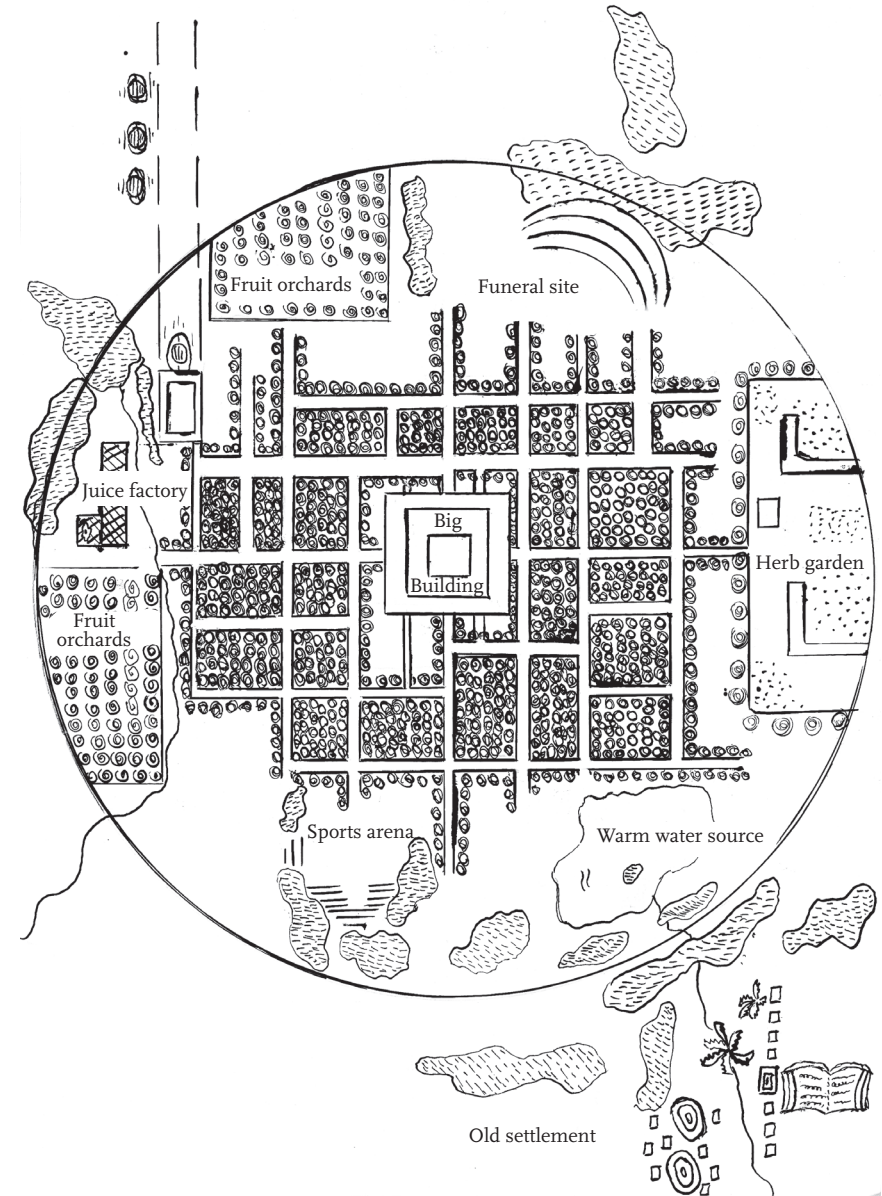 Fruit orchards
Funeral site
Juice factory
Big
Building
Herb garden
Fruit
orchards
Sports arena
Warm water source
Old settlement